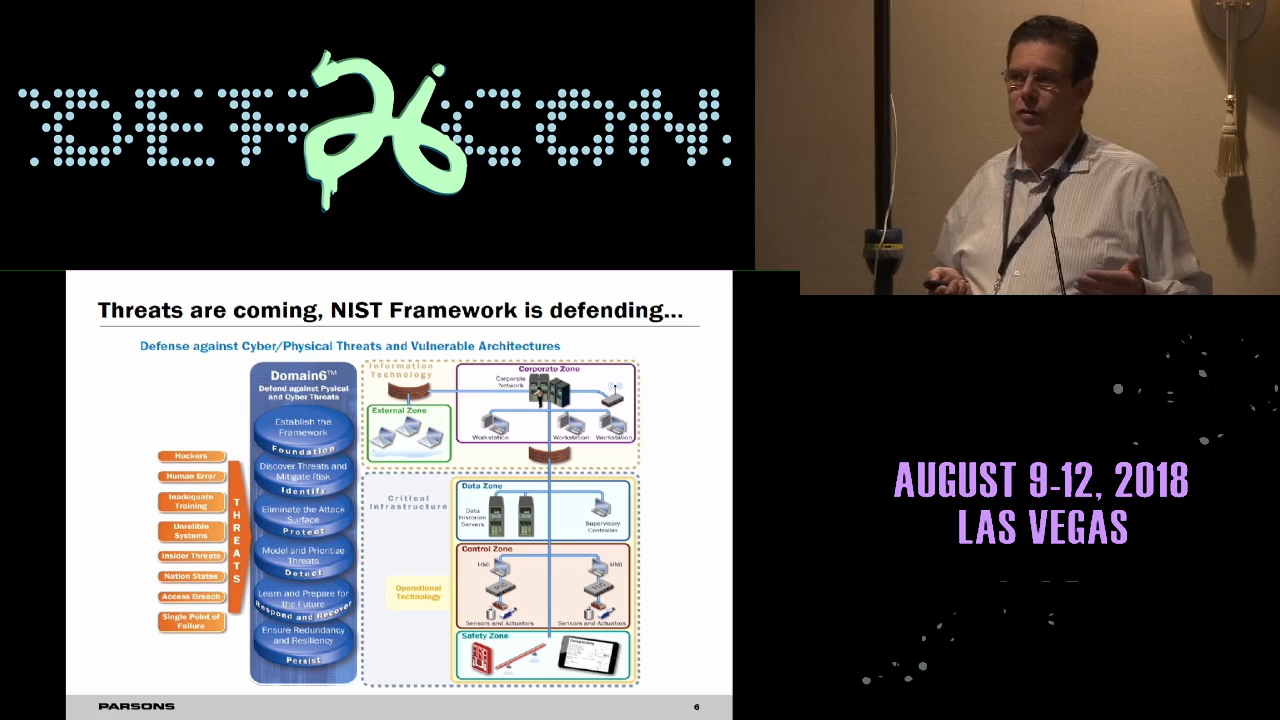 DEF 26 CON
Threats are coming, NIST Framework is defending...
Defense against Cyber/Physical Threats and Vulnerable Architectures
Domain6™
Defend against Pysical
and Cyber Threats
Establish the
Framework
Foundation
Discover Threats and
Mitigate Risk
Identify
Eliminate the Attack
Surface
Protect
Model and Prioritize
Threats
Detect
Learn and Prepare for
the Future
Respond and Recover
Ensure Redundancy
and Resiliency
Persist
Hackers
Human Error
Inadequate
Training
Unrelible
Systems
Insider Threats
Nation States
Access Breach
Single Point of
Failure
THREATS
Information
Technology
External Zone
Corporate Zone
Corporate
Network
Workstation
Workstation
Workstation
Critical
Infrastructure
Operational
Technology
Data Zone
Data
Historian
Servers
Supervisory
Controller
Control Zone
HMI
HMI
Sensors and Actuators
Sensors and Actuators
Safety Zone
PARSONS
6
AUGUST 9-12, 2018
LAS VEGAS